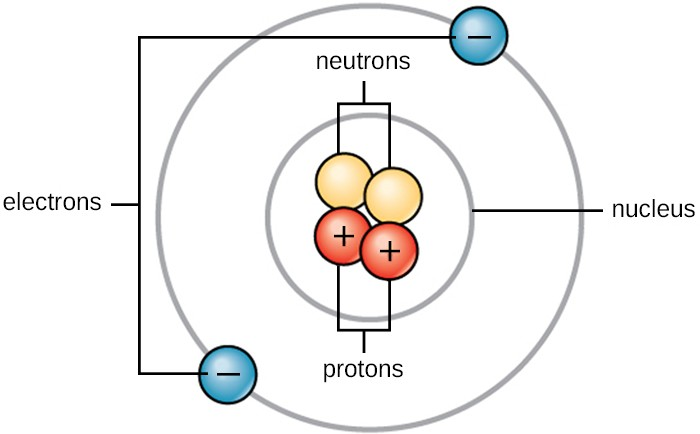 neutrons
electrons
nucleus
protons
−
+
+
−